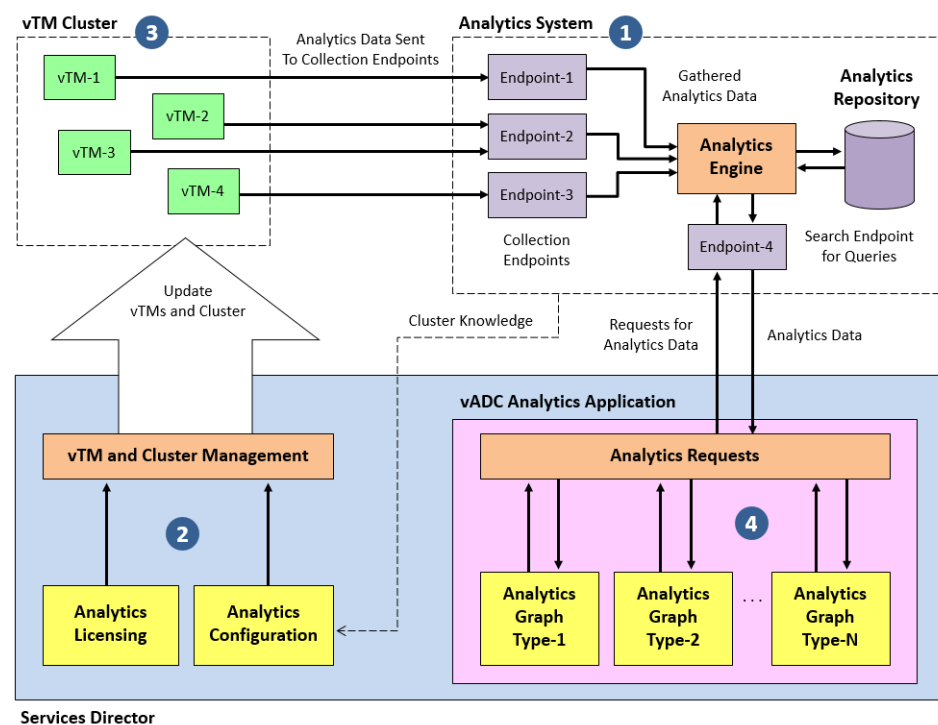 vTM Cluster
3
Analytics System
1
Analytics Data Sent
To Collection Endpoints
vTM-1
vTM-2
vTM-3
vTM-4
Endpoint-1
Endpoint-2
Endpoint-3
Collection
Endpoints
Gathered
Analytics Data
Analytics
Repository
Analytics
Engine
Endpoint-4
Search Endpoint
for Queries
Update
vTMs and Cluster
Cluster Knowledge
Requests for
Analytics Data
Analytics Data
vADC Analytics Application
vTM and Cluster Management
Analytics Requests
2
4
Analytics
Licensing
Analytics
Configuration
Analytics
Graph
Type-1
Analytics
Graph
Type-2
...
Analytics
Graph
Type-N
Services Director